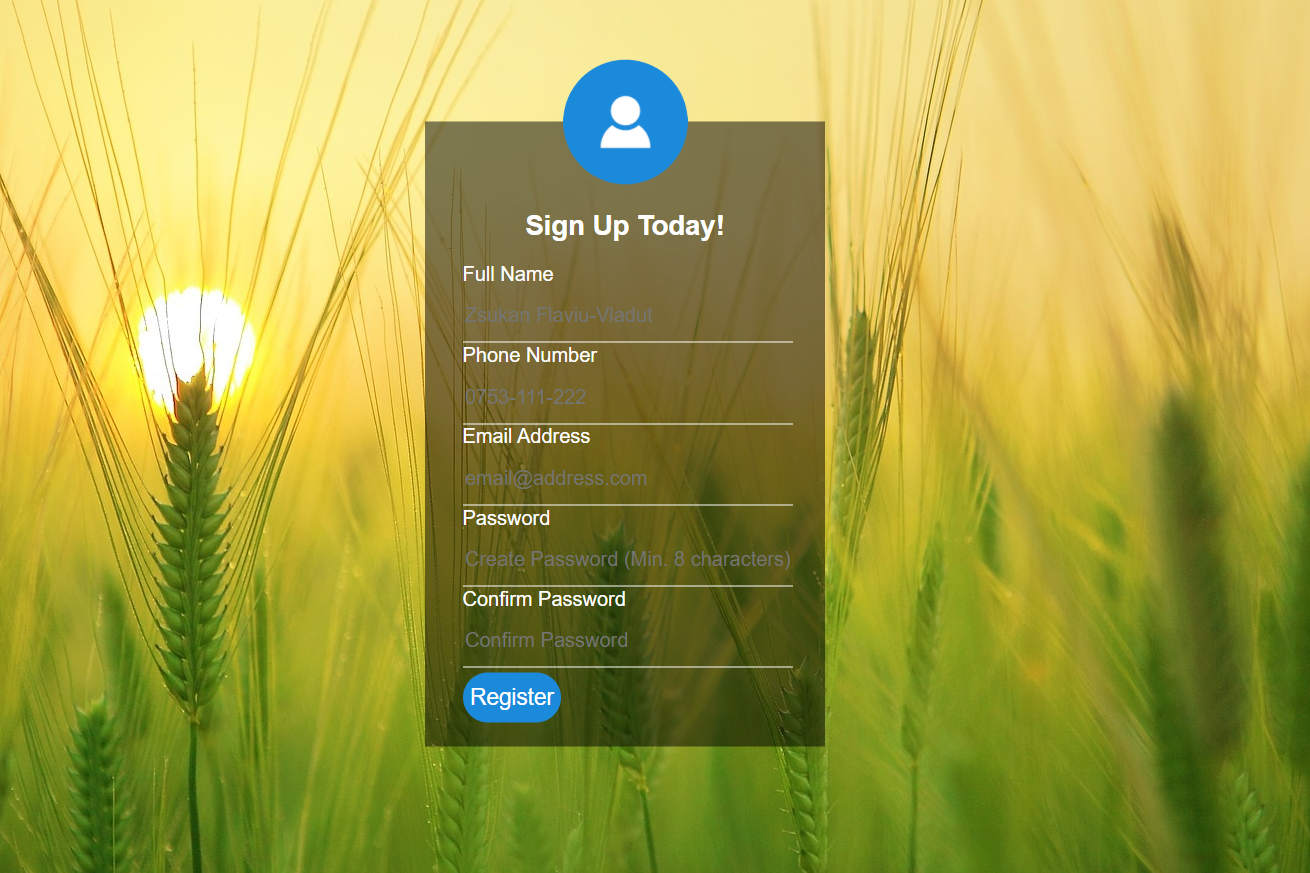 Sign Up Today!
Full Name
Zsukan Flaviu-Vladut
Phone Number
0753-111-222
Email Address
email@address.com
Password
Create Password (Min. 8 characters)
Confirm Password
Confirm Password
Register